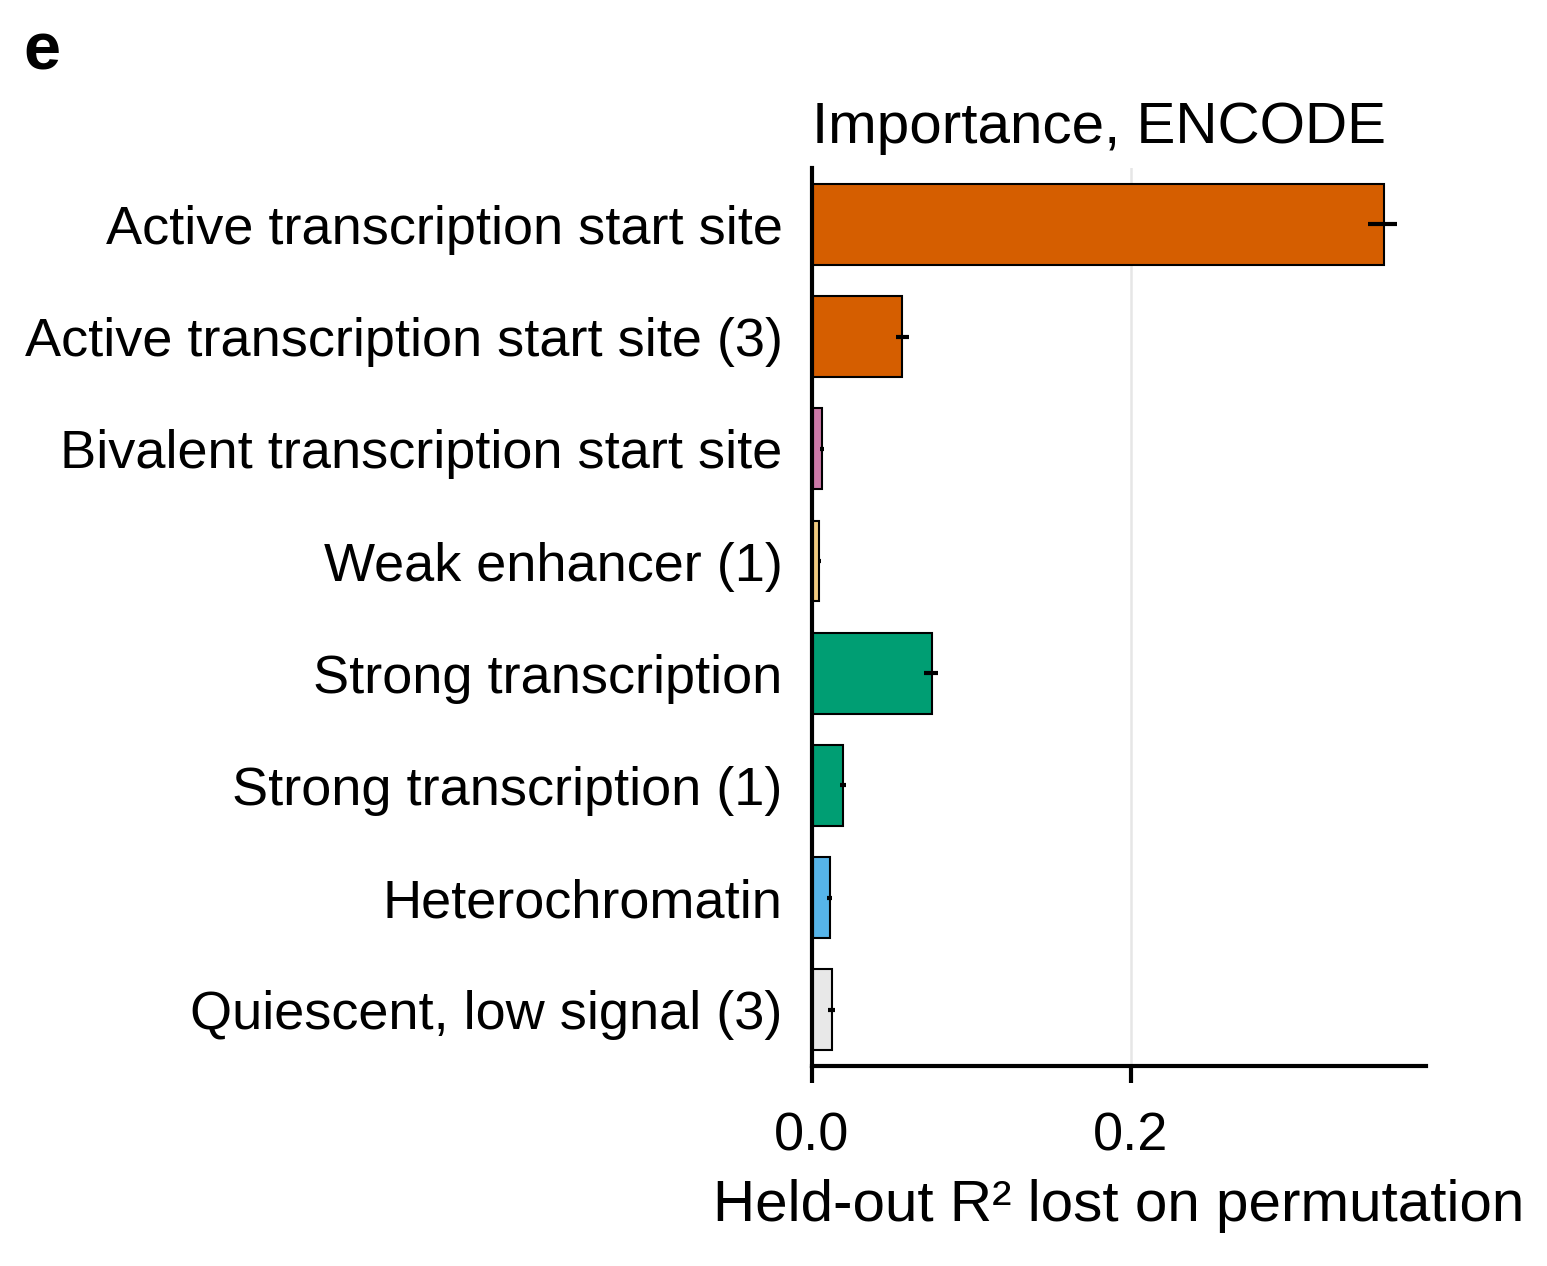 e
Importance, ENCODE
Active transcription start site
Active transcription start site (3)
Bivalent transcription start site
Weak enhancer (1)
Strong transcription
Strong transcription (1)
Heterochromatin
Quiescent, low signal (3)
0.0 0.2
Held-out R² lost on permutation